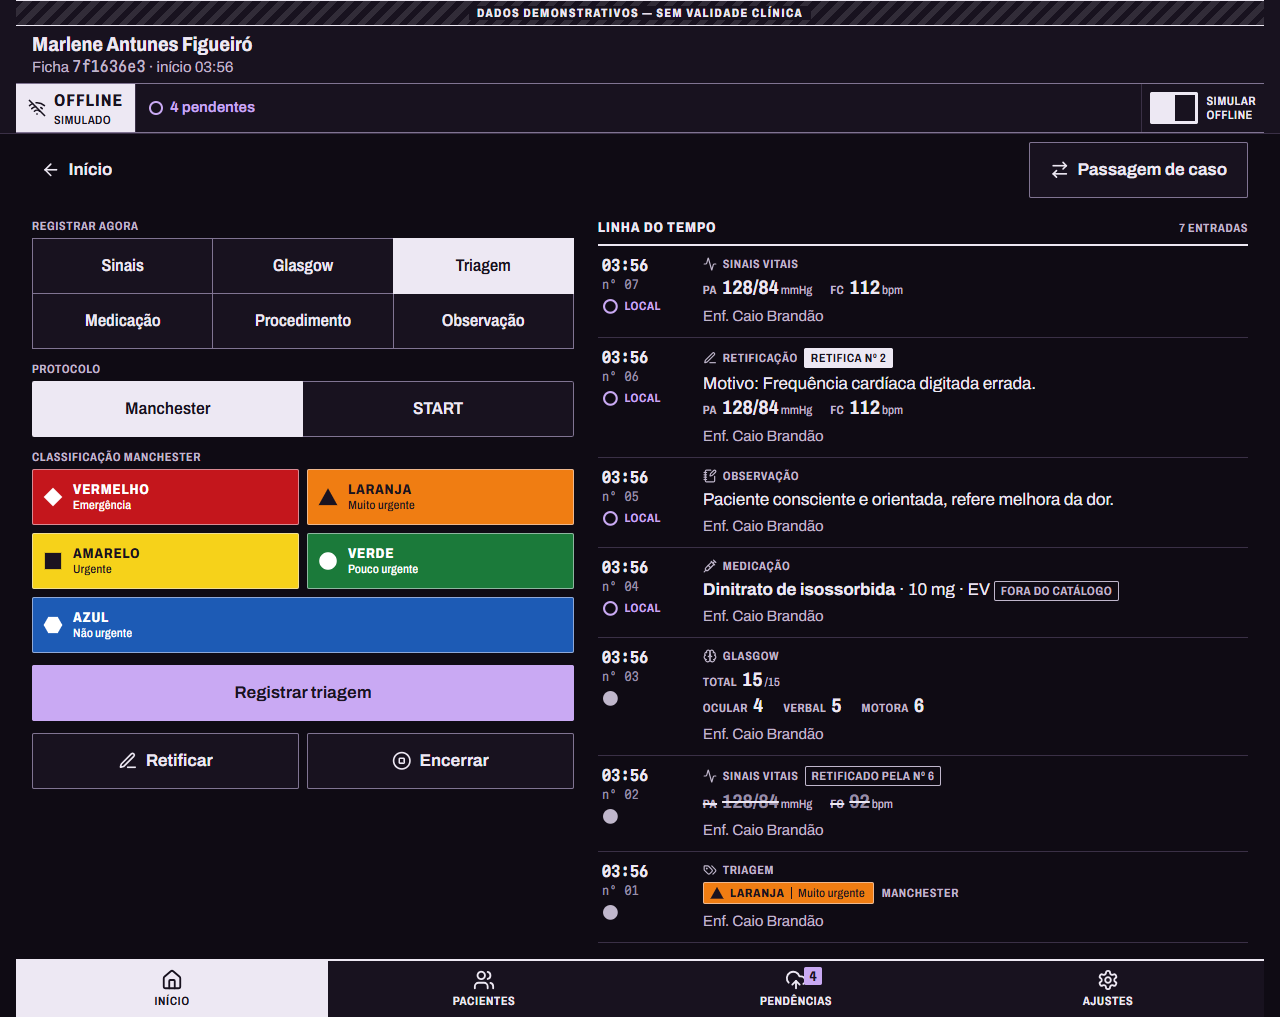 DADOS DEMONSTRATIVOS — SEM VALIDADE CLÍNICA
Marlene Antunes Figueiró
Ficha 7f1636e3 · início 03:56
OFFLINE
SIMULADO
4 pendentes
SIMULAR
OFFLINE
Início
Passagem de caso
REGISTRAR AGORA
Sinais
Glasgow
Triagem
Medicação
Procedimento
Observação
PROTOCOLO
Manchester
START
CLASSIFICAÇÃO MANCHESTER
VERMELHO
Emergência
LARANJA
Muito urgente
AMARELO
Urgente
VERDE
Pouco urgente
AZUL
Não urgente
Registrar triagem
Retificar
Encerrar
LINHA DO TEMPO
7 ENTRADAS
03:56
nº 07
LOCAL
SINAIS VITAIS
PA 128/84 mmHg FC 112 bpm
Enf. Caio Brandão
03:56
nº 06
LOCAL
RETIFICAÇÃO RETIFICA Nº 2
Motivo: Frequência cardíaca digitada errada.
PA 128/84 mmHg FC 112 bpm
Enf. Caio Brandão
03:56
nº 05
LOCAL
OBSERVAÇÃO
Paciente consciente e orientada, refere melhora da dor.
Enf. Caio Brandão
03:56
nº 04
LOCAL
MEDICAÇÃO
Dinitrato de isossorbida · 10 mg · EV FORA DO CATÁLOGO
Enf. Caio Brandão
03:56
nº 03
GLASGOW
TOTAL 15 /15
OCULAR 4 VERBAL 5 MOTORA 6
Enf. Caio Brandão
03:56
nº 02
SINAIS VITAIS RETIFICADO PELA Nº 6
PA 128/84 mmHg FC 92 bpm
Enf. Caio Brandão
03:56
nº 01
TRIAGEM
LARANJA | Muito urgente MANCHESTER
Enf. Caio Brandão
INÍCIO
PACIENTES
4
PENDÊNCIAS
AJUSTES